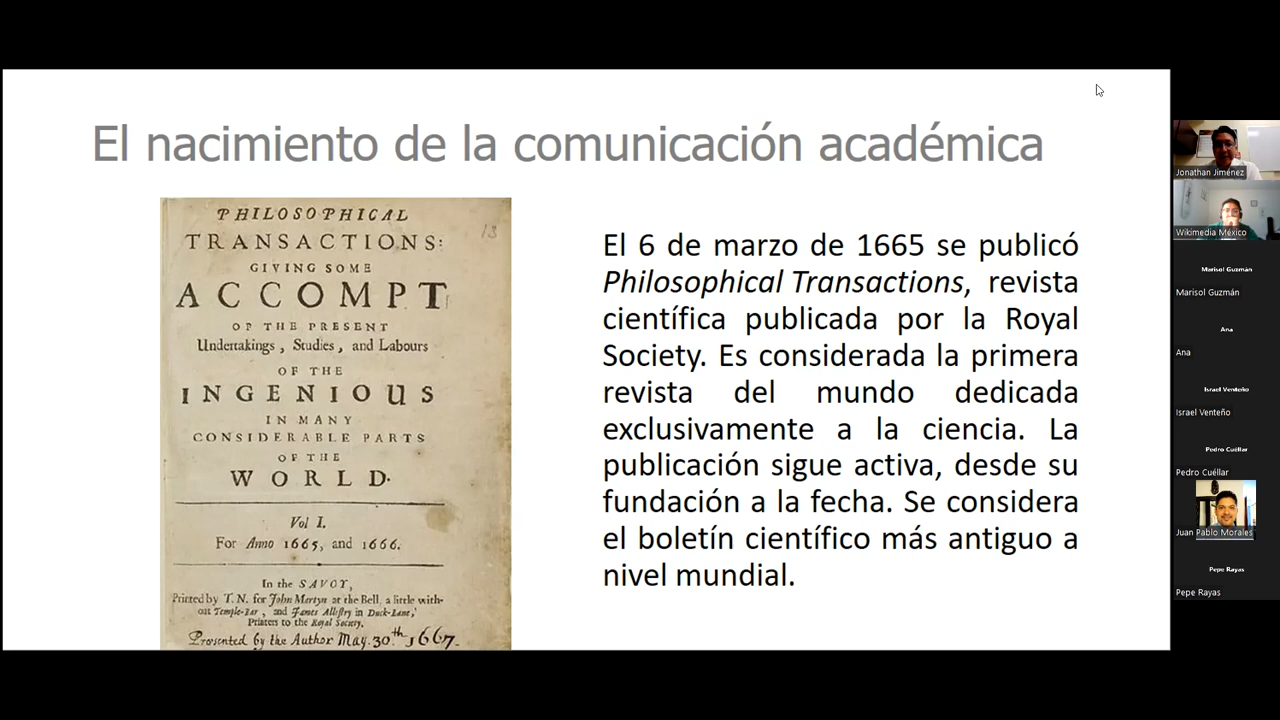 El nacimiento de la comunicación académica
PHILOSOPHICAL
TRANSACTIONS:
GIVING SOME
ACCOMPT
OF THE PRESENT
Undertakings, Studies, and Labours
OF THE
INGENIOUS
IN MANY
CONSIDERABLE PARTS
OF THE
WORLD.
Vol I.
For Anno 1665, and 1666.
In the SAVOY,
Printed by T. N. for John Martyn at the Bell, a little with-
out Temple-Bar, and James Allestry in Duck-Lane,
Printers to the Royal Society.
Presented by the Author May. 30th 1667.
13
El 6 de marzo de 1665 se publicó
Philosophical Transactions, revista
científica publicada por la Royal
Society. Es considerada la primera
revista del mundo dedicada
exclusivamente a la ciencia. La
publicación sigue activa, desde su
fundación a la fecha. Se considera
el boletín científico más antiguo a
nivel mundial.
Jonathan Jiménez
Wikimedia México
Marisol Guzmán
Marisol Guzmán
Ana
Ana
Israel Venteño
Israel Venteño
Pedro Cuéllar
Pedro Cuéllar
Juan Pablo Morales
Pepe Rayas
Pepe Rayas